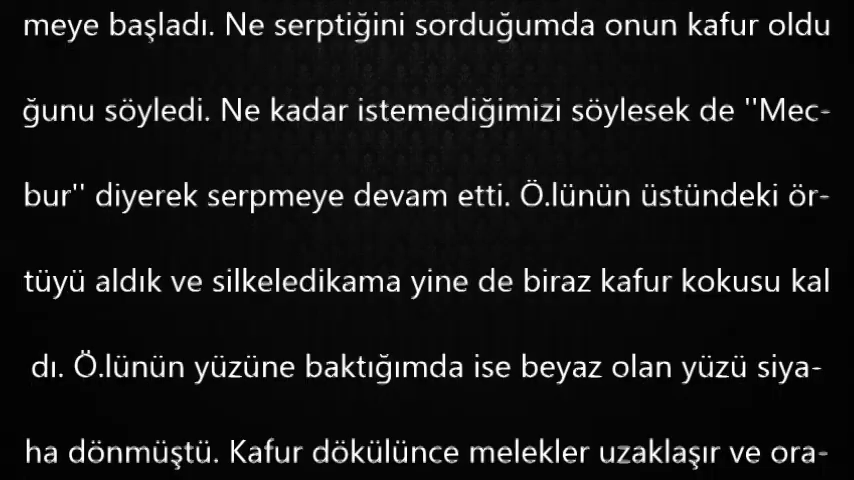 meye başladı. Ne serptiğini sorduğumda onun kafur oldu
ğunu söyledi. Ne kadar istemediğimizi söylesek de ''Mec-
bur'' diyerek serpmeye devam etti. Ö.lünün üstündeki ör-
tüyü aldık ve silkeledikama yine de biraz kafur kokusu kal
dı. Ö.lünün yüzüne baktığımda ise beyaz olan yüzü siya-
ha dönmüştü. Kafur dökülünce melekler uzaklaşır ve ora-